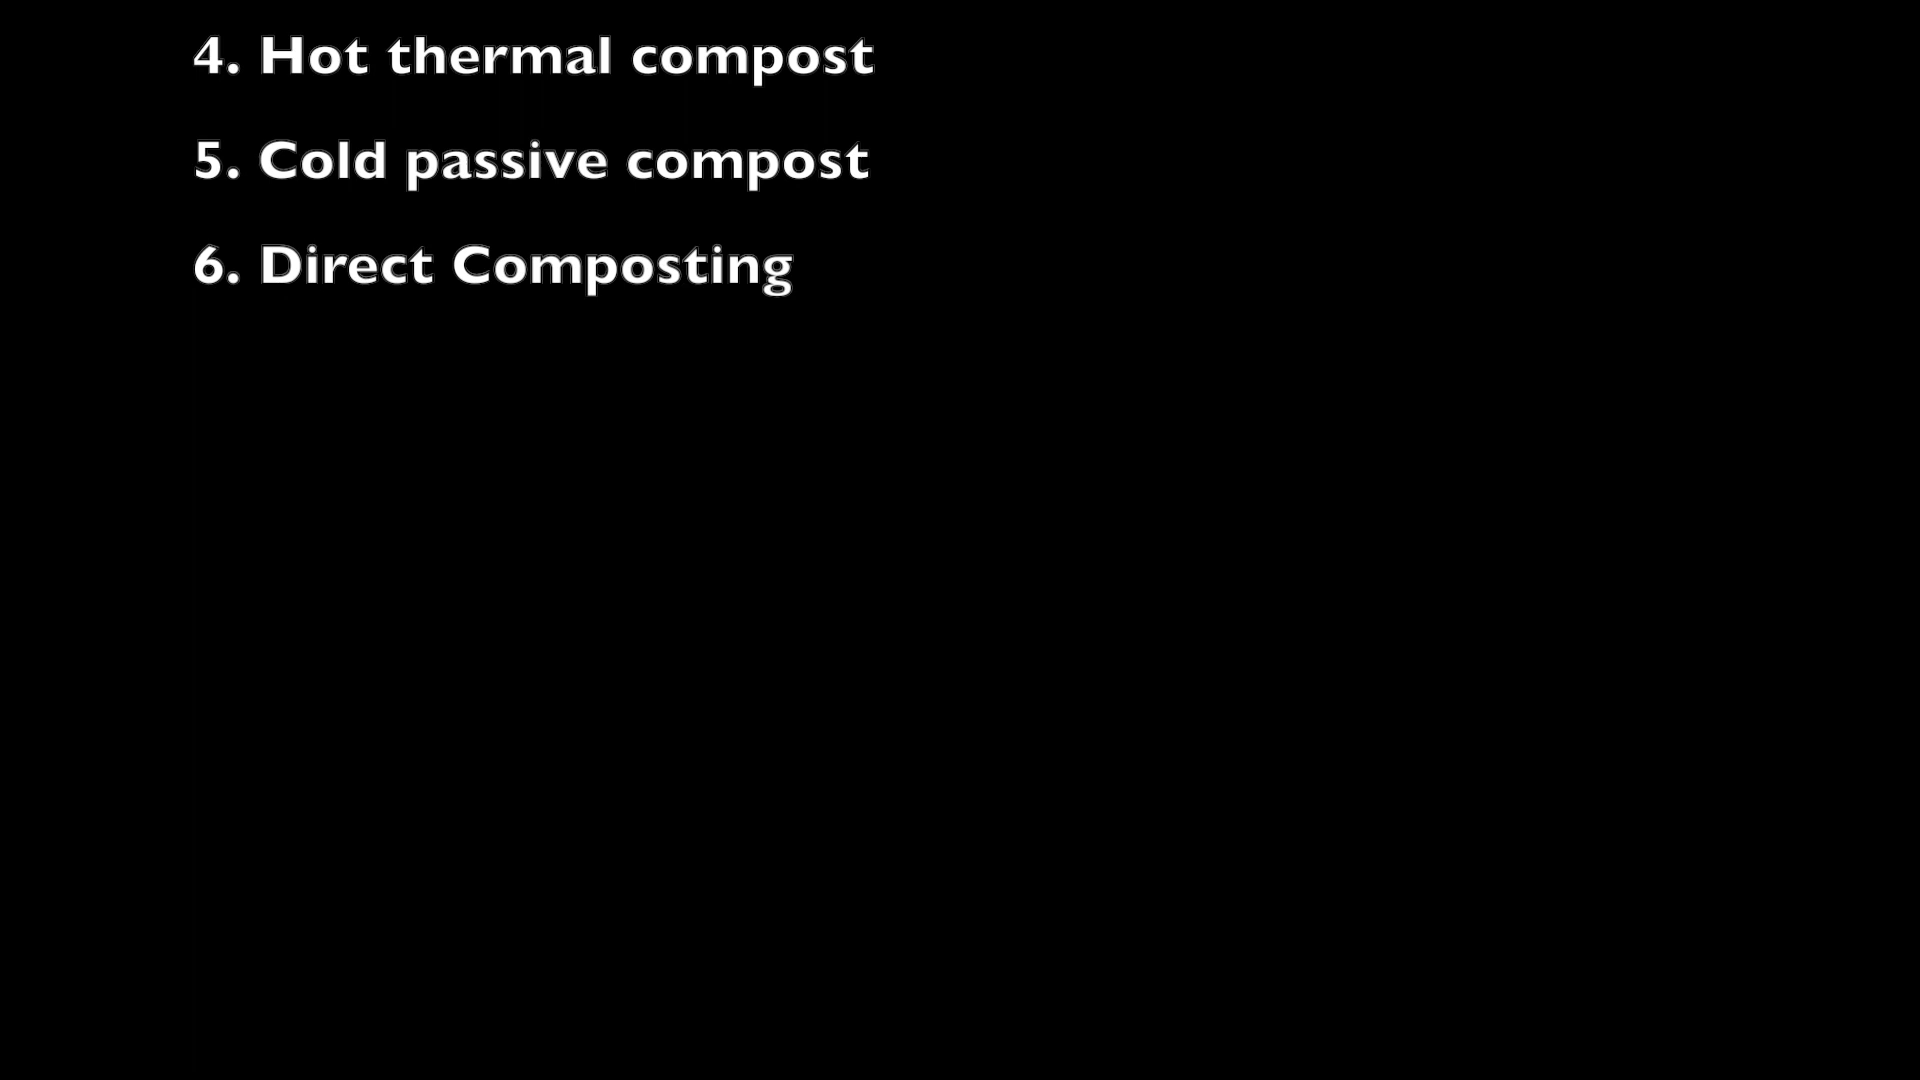 4. Hot thermal compost
5. Cold passive compost
6. Direct Composting